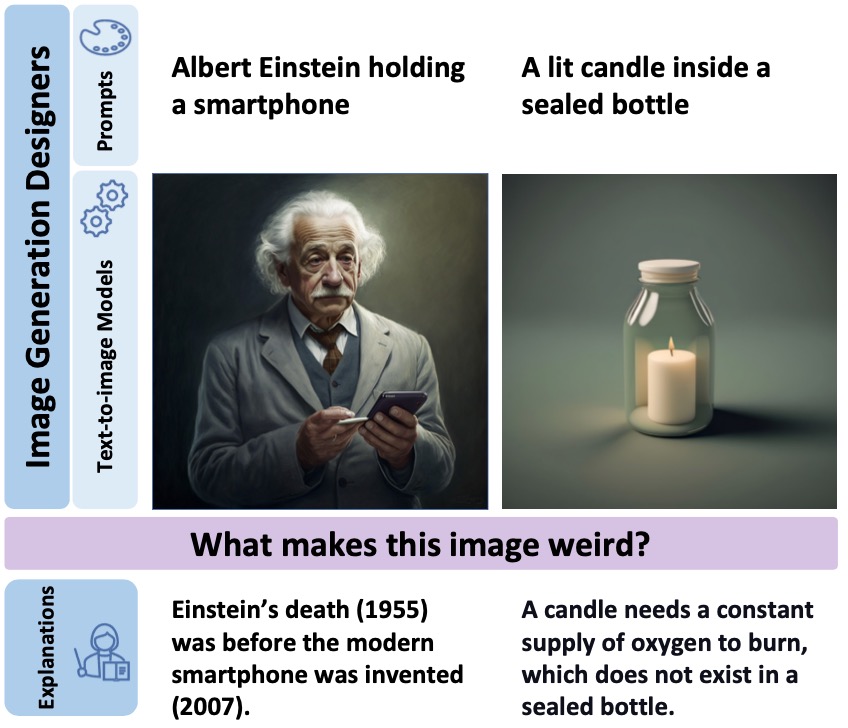 Image Generation Designers
Prompts
Albert Einstein holding
a smartphone
A lit candle inside a
sealed bottle
Text-to-image Models
What makes this image weird?
Explanations
Einstein’s death (1955)
was before the modern
smartphone was invented
(2007).
A candle needs a constant
supply of oxygen to burn,
which does not exist in a
sealed bottle.